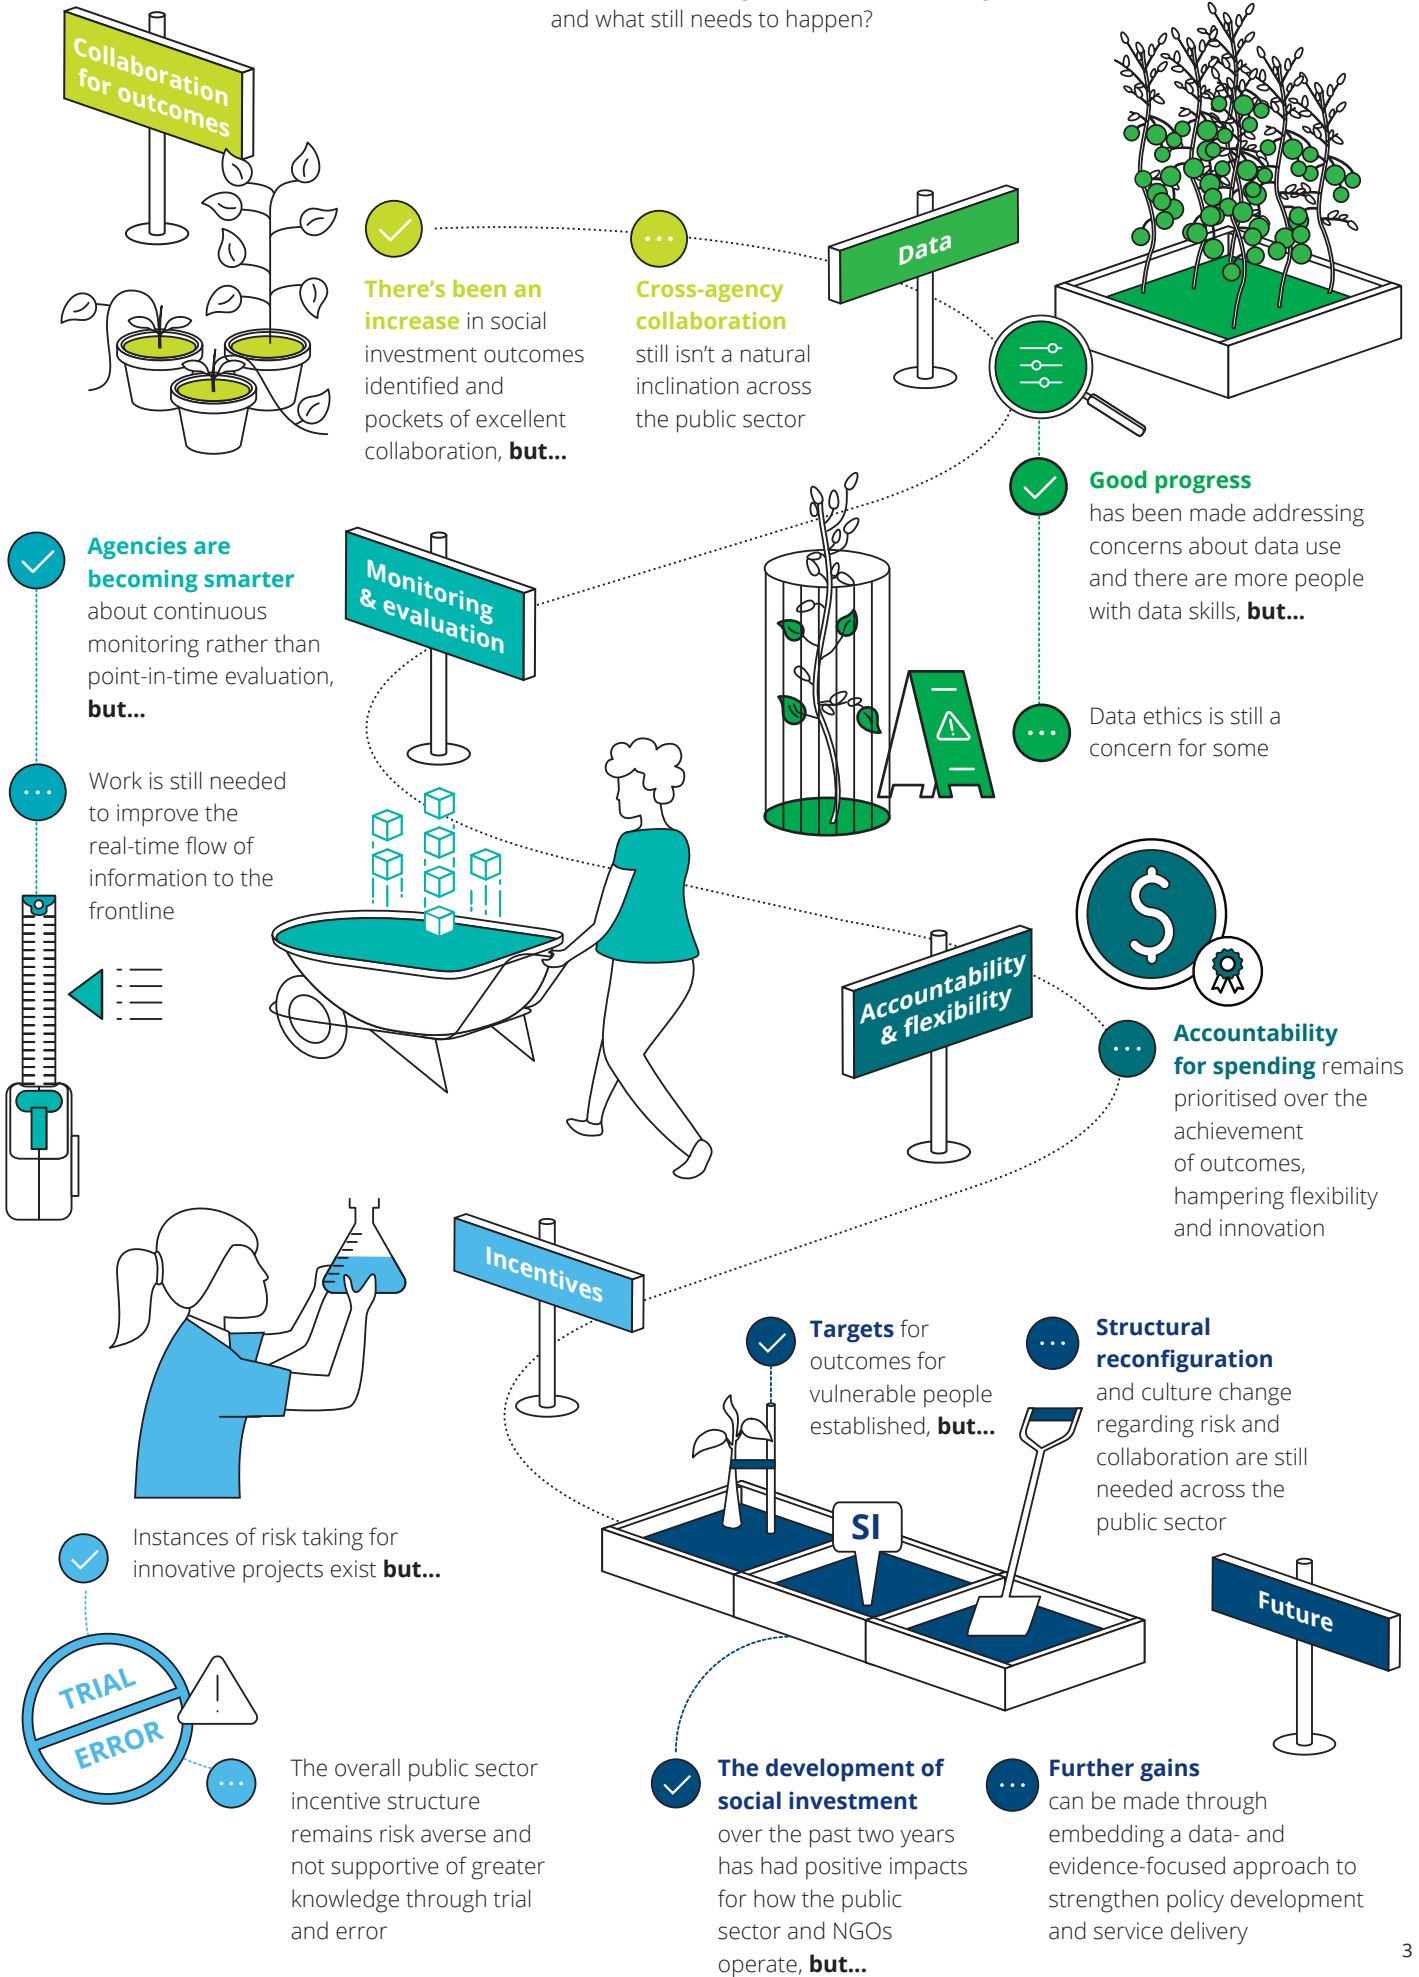 and what still needs to happen?
Collaboration
for outcomes
There's been an
increase in social
investment outcomes
identified and
pockets of excellent
collaboration, but...
Cross-agency
collaboration
still isn't a natural
inclination across
the public sector
Data
Good progress
has been made addressing
concerns about data use
and there are more people
with data skills, but...
Data ethics is still a
concern for some
Monitoring
& evaluation
Agencies are
becoming smarter
about continuous
monitoring rather than
point-in-time evaluation,
but...
Work is still needed
to improve the
real-time flow of
information to the
frontline
Accountability
& flexibility
Accountability
for spending remains
prioritised over the
achievement
of outcomes,
hampering flexibility
and innovation
Incentives
Instances of risk taking for
innovative projects exist but...
TRIAL
ERROR
The overall public sector
incentive structure
remains risk averse and
not supportive of greater
knowledge through trial
and error
Targets for
outcomes for
vulnerable people
established, but...
Structural
reconfiguration
and culture change
regarding risk and
collaboration are still
needed across the
public sector
SI
Future
The development of
social investment
over the past two years
has had positive impacts
for how the public
sector and NGOs
operate, but...
Further gains
can be made through
embedding a data- and
evidence-focused approach to
strengthen policy development
and service delivery
3